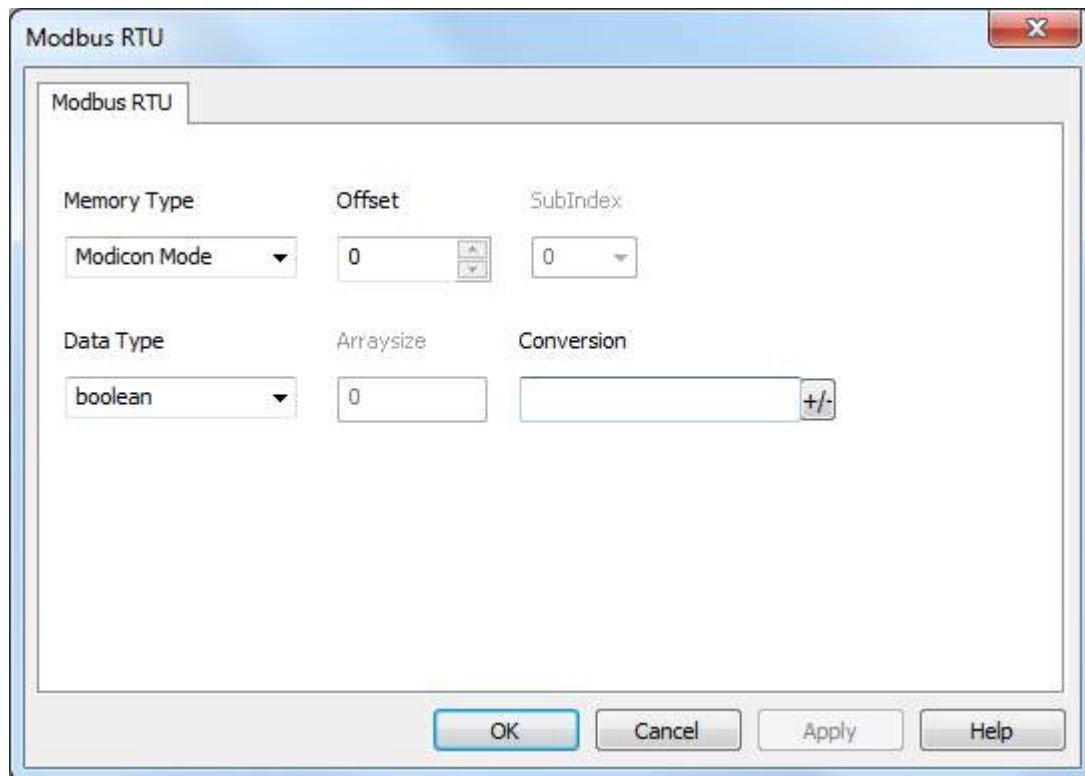 Modbus RTU
Modbus RTU
Memory Type Offset SubIndex
Modicon Mode 0 0
Data Type Arraysize Conversion
boolean 0 +/-
OK Cancel Apply Help